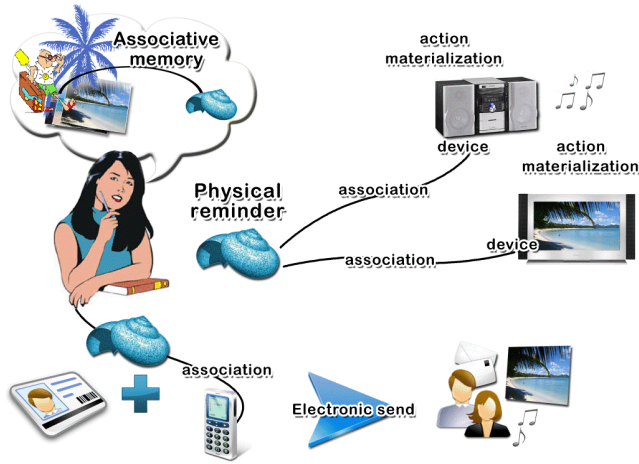 Associative
memory
action
materialization
device
action
materialization
Physical
reminder
association
device
association
association
Electronic send